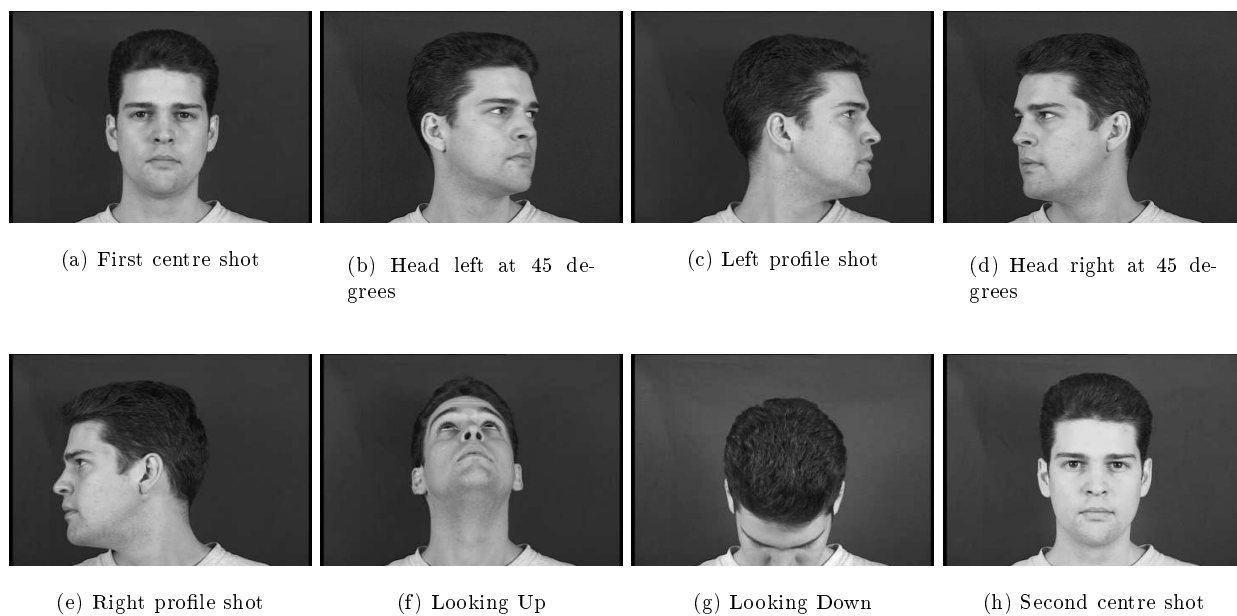 (a) First centre shot
(b) Head left at 45 de-
grees
(c) Left profile shot
(d) Head right at 45 de-
grees
(e) Right profile shot
(f) Looking Up
(g) Looking Down
(h) Second centre shot